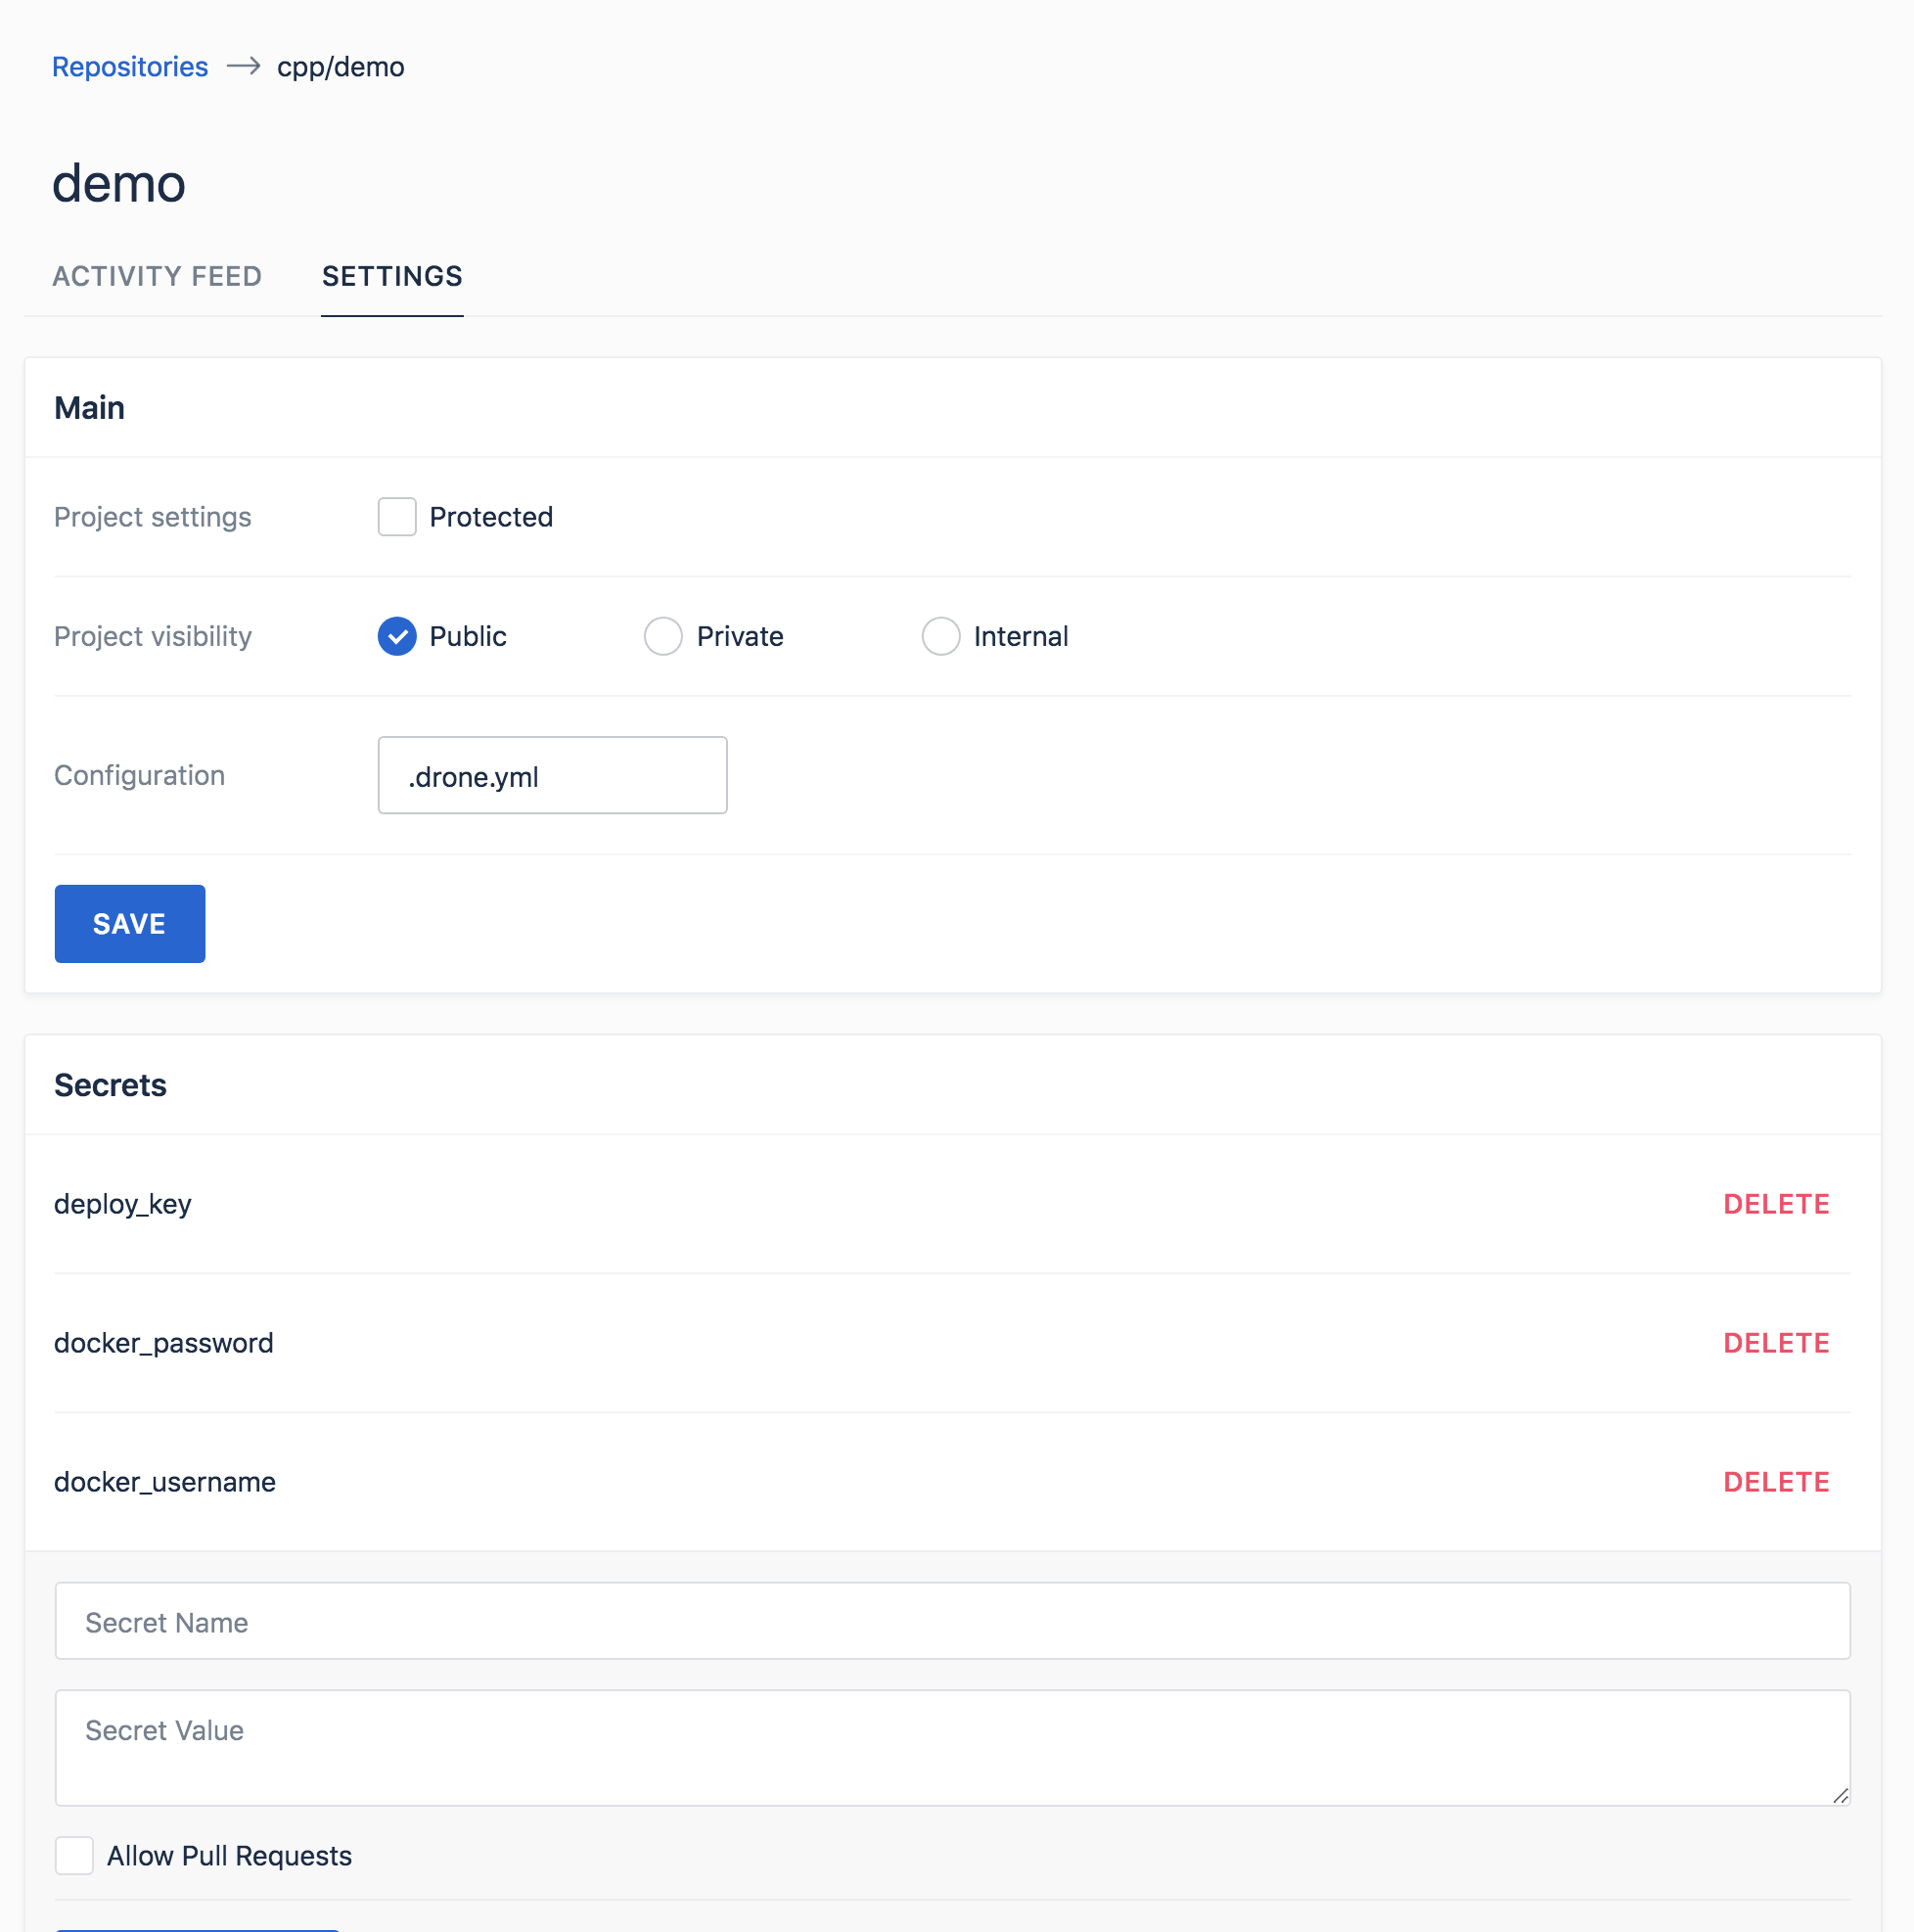 Repositories → cpp/demo
demo
ACTIVITY FEED SETTINGS
Main
Project settings Protected
Project visibility Public Private Internal
Configuration .drone.yml
SAVE
Secrets
deploy_key DELETE
docker_password DELETE
docker_username DELETE
Secret Name
Secret Value
Allow Pull Requests